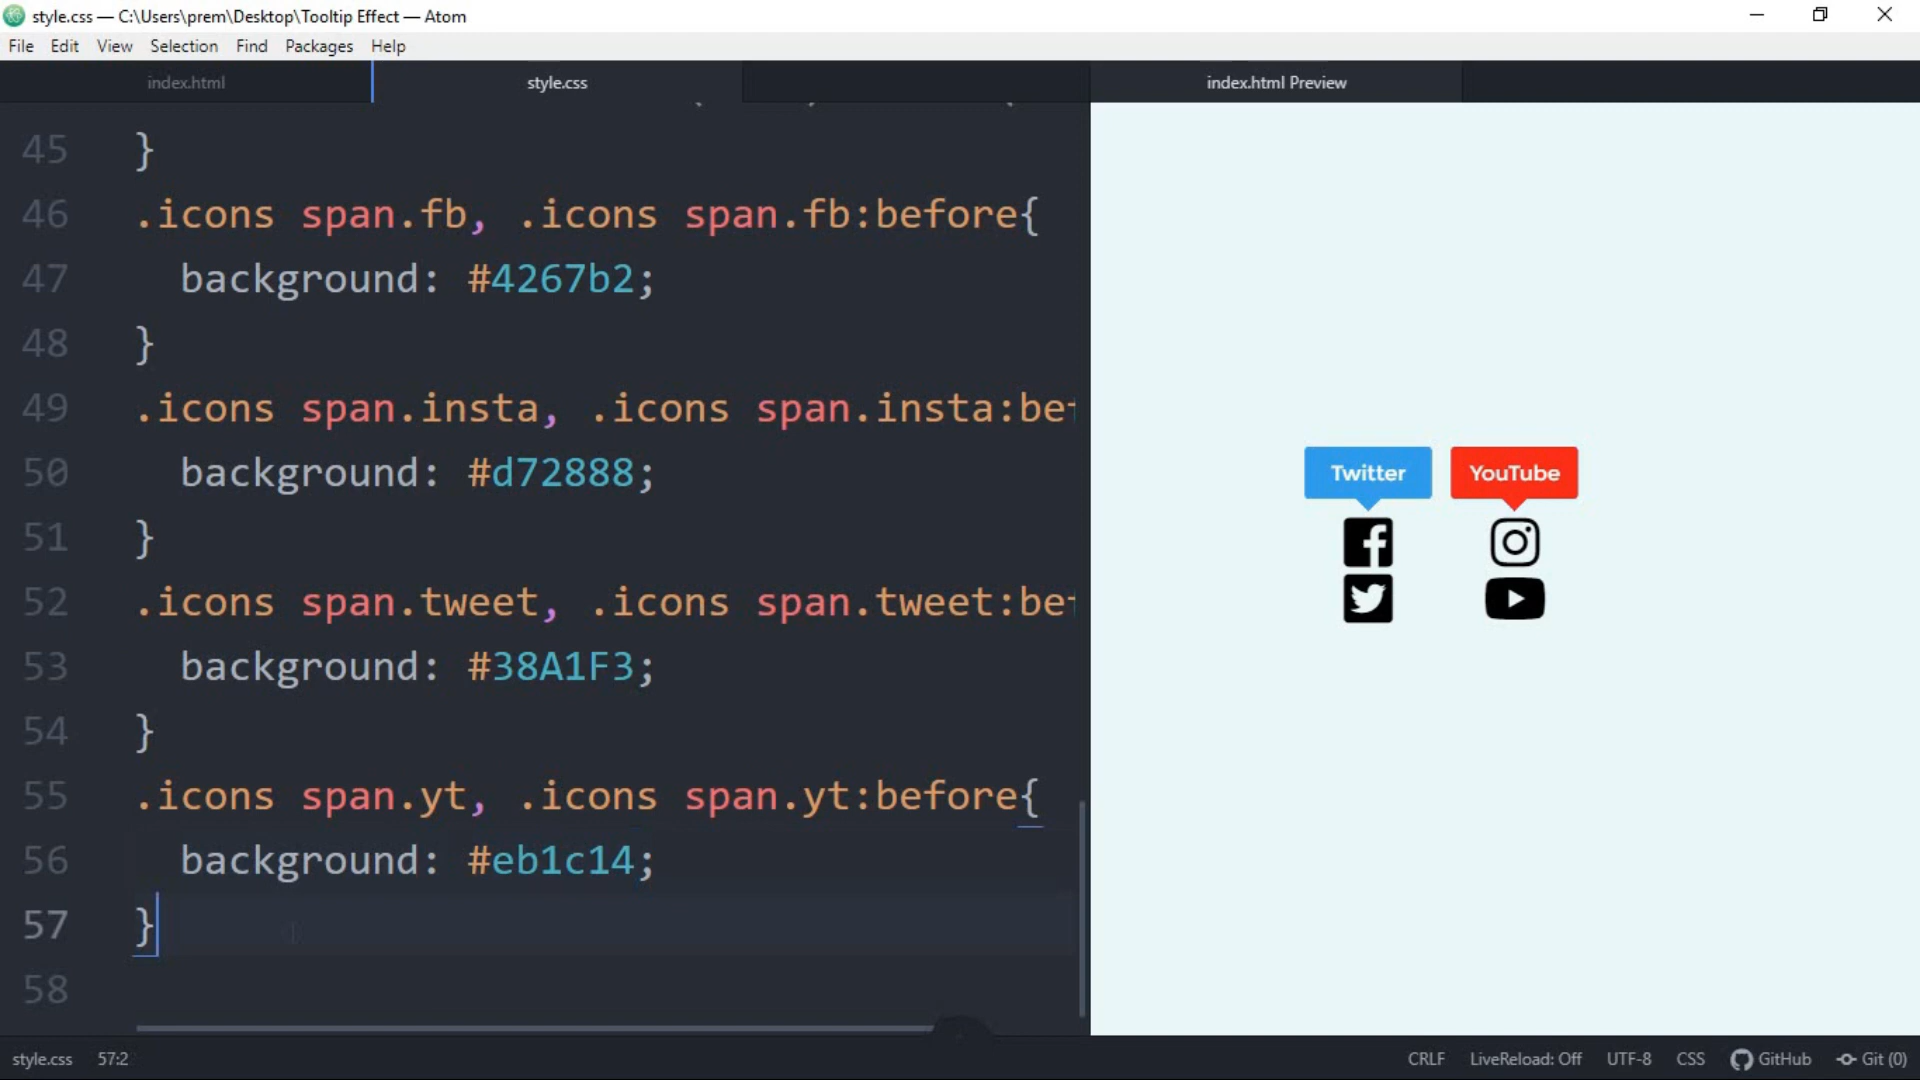 style.css — C:\Users\prem\Desktop\Tooltip Effect — Atom
File Edit View Selection Find Packages Help
index.html
style.css
index.html Preview
45 }
46 .icons span.fb, .icons span.fb:before{
47 background: #4267b2;
48 }
49 .icons span.insta, .icons span.insta:bef
50 background: #d72888;
51 }
52 .icons span.tweet, .icons span.tweet:bef
53 background: #38A1F3;
54 }
55 .icons span.yt, .icons span.yt:before{
56 background: #eb1c14;
57 }
58
Twitter
YouTube
style.css 57:2
CRLF LiveReload: Off UTF-8 CSS GitHub Git (0)